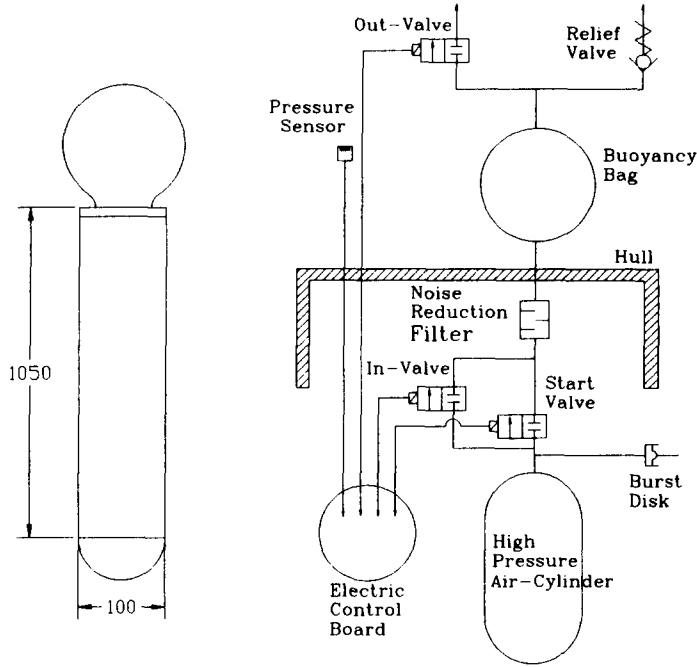 Out-Valve
Relief
Valve
Pressure
Sensor
Buoyancy
Bag
Hull
Noise
Reduction
Filter
In-Valve
Start
Valve
1050
Burst
Disk
High
Pressure
Air-Cylinder
Electric
Control
Board
100